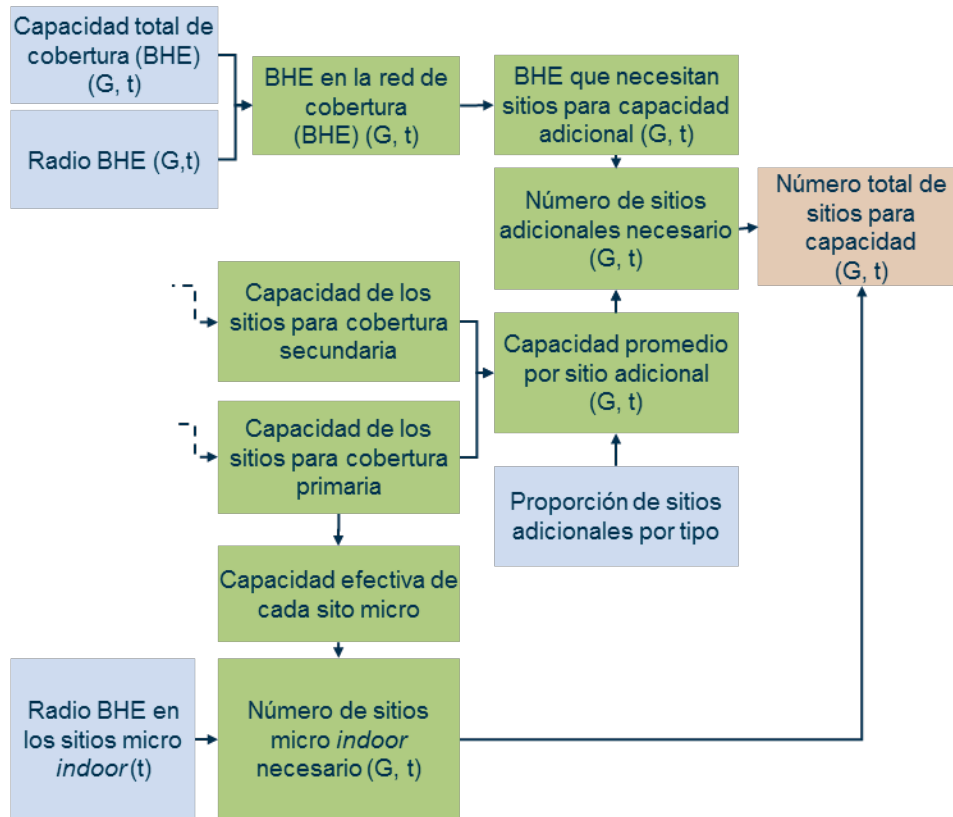 Capacidad total de
cobertura (BHE)
(G, t)
Radio BHE (G,t)
BHE en la red de
cobertura
(BHE) (G, t)
BHE que necesitan
sitios para capacidad
adicional (G, t)
Número de sitios
adicionales necesario
(G, t)
Número total de
sitios para
capacidad
(G, t)
Capacidad de los
sitios para cobertura
secundaria
Capacidad promedio
por sitio adicional
(G, t)
Capacidad de los
sitios para cobertura
primaria
Proporción de sitios
adicionales por tipo
Capacidad efectiva de
cada sito micro
Radio BHE en
los sitios micro
indoor (t)
Número de sitios
micro indoor
necesario (G, t)